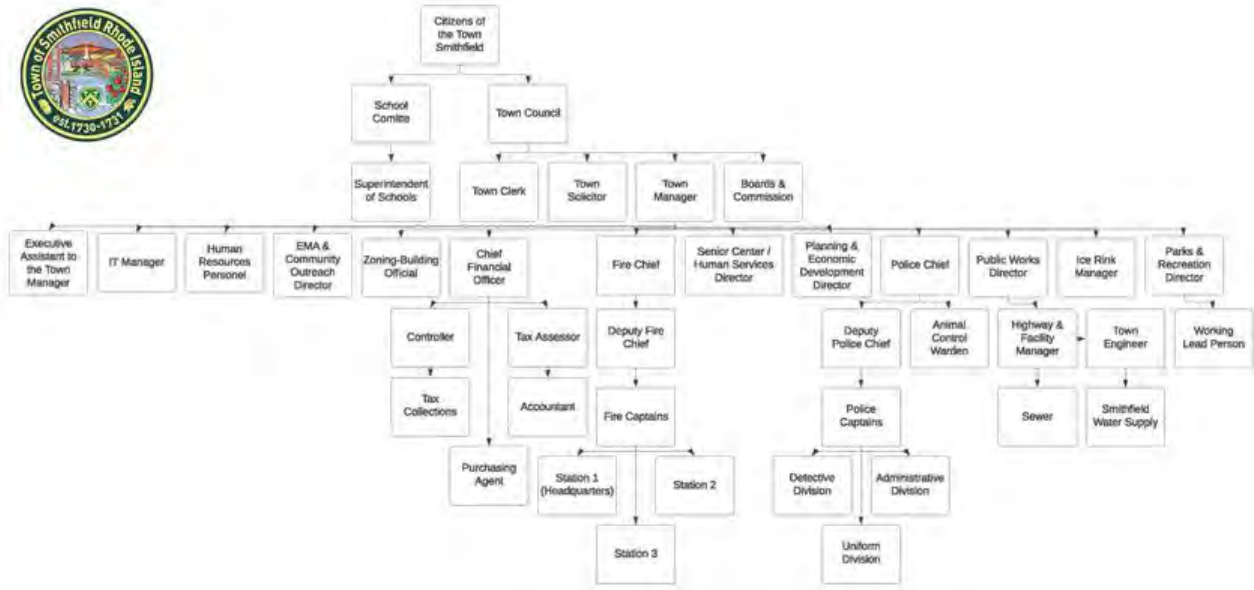 Town of Smithfield Rhode Island
est.1730-1731
Citizens of
the Town
Smithfield
School
Comitte
Town Council
Superintendent
of Schools
Town Clerk
Town
Solicitor
Town
Manager
Boards &
Commission
Executive
Assistant to
the Town
Manager
IT Manager
Human
Resources
Personel
EMA &
Community
Outreach
Director
Zoning-Building
Official
Chief
Financial
Officer
Fire Chief
Senior Center /
Human Services
Director
Planning &
Economic
Development
Director
Police Chief
Public Works
Director
Ice Rink
Manager
Parks &
Recreation
Director
Controller
Tax Assessor
Deputy Fire
Chief
Deputy
Police Chief
Animal
Control
Warden
Highway &
Facility
Manager
Town
Engineer
Working
Lead Person
Tax
Collections
Accountant
Fire Captains
Police
Captains
Sewer
Smithfield
Water Supply
Purchasing
Agent
Station 1
(Headquarters)
Station 2
Detective
Division
Administrative
Division
Station 3
Uniform
Division